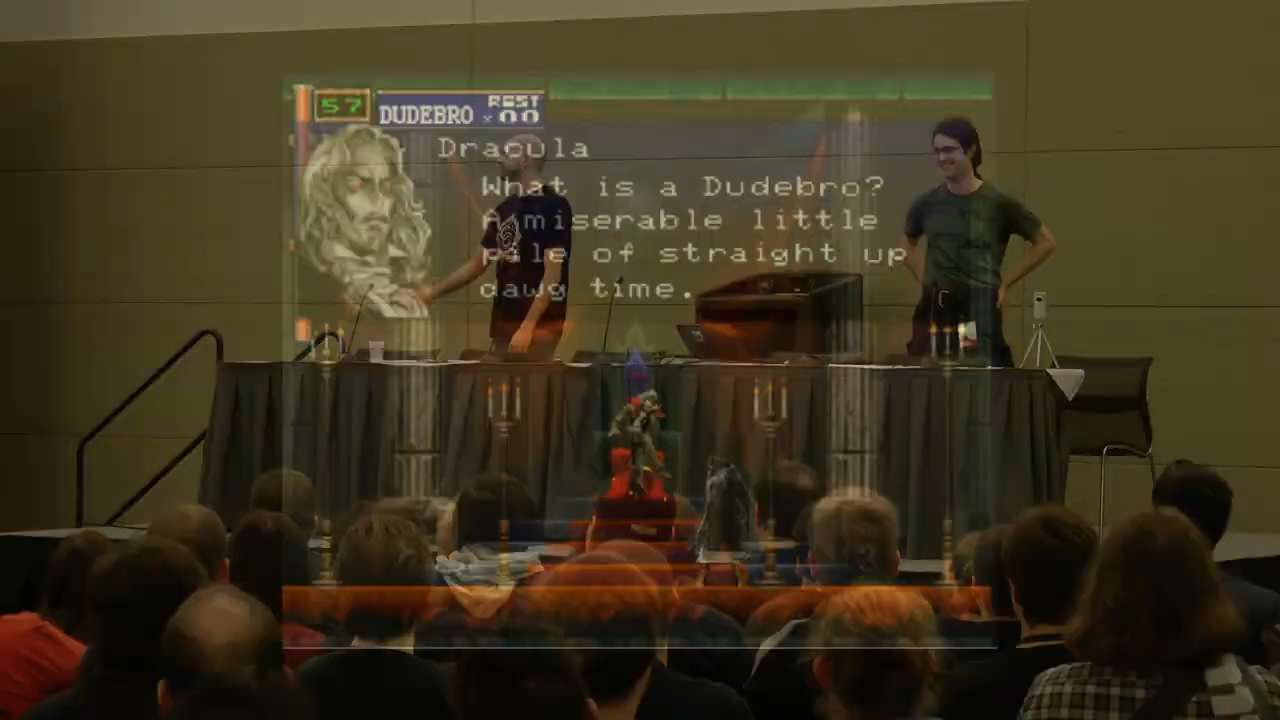 57 DUDEBRO REST × 00
Dracula
What is a Dudebro?
A miserable little
pile of straight up
dawg time.